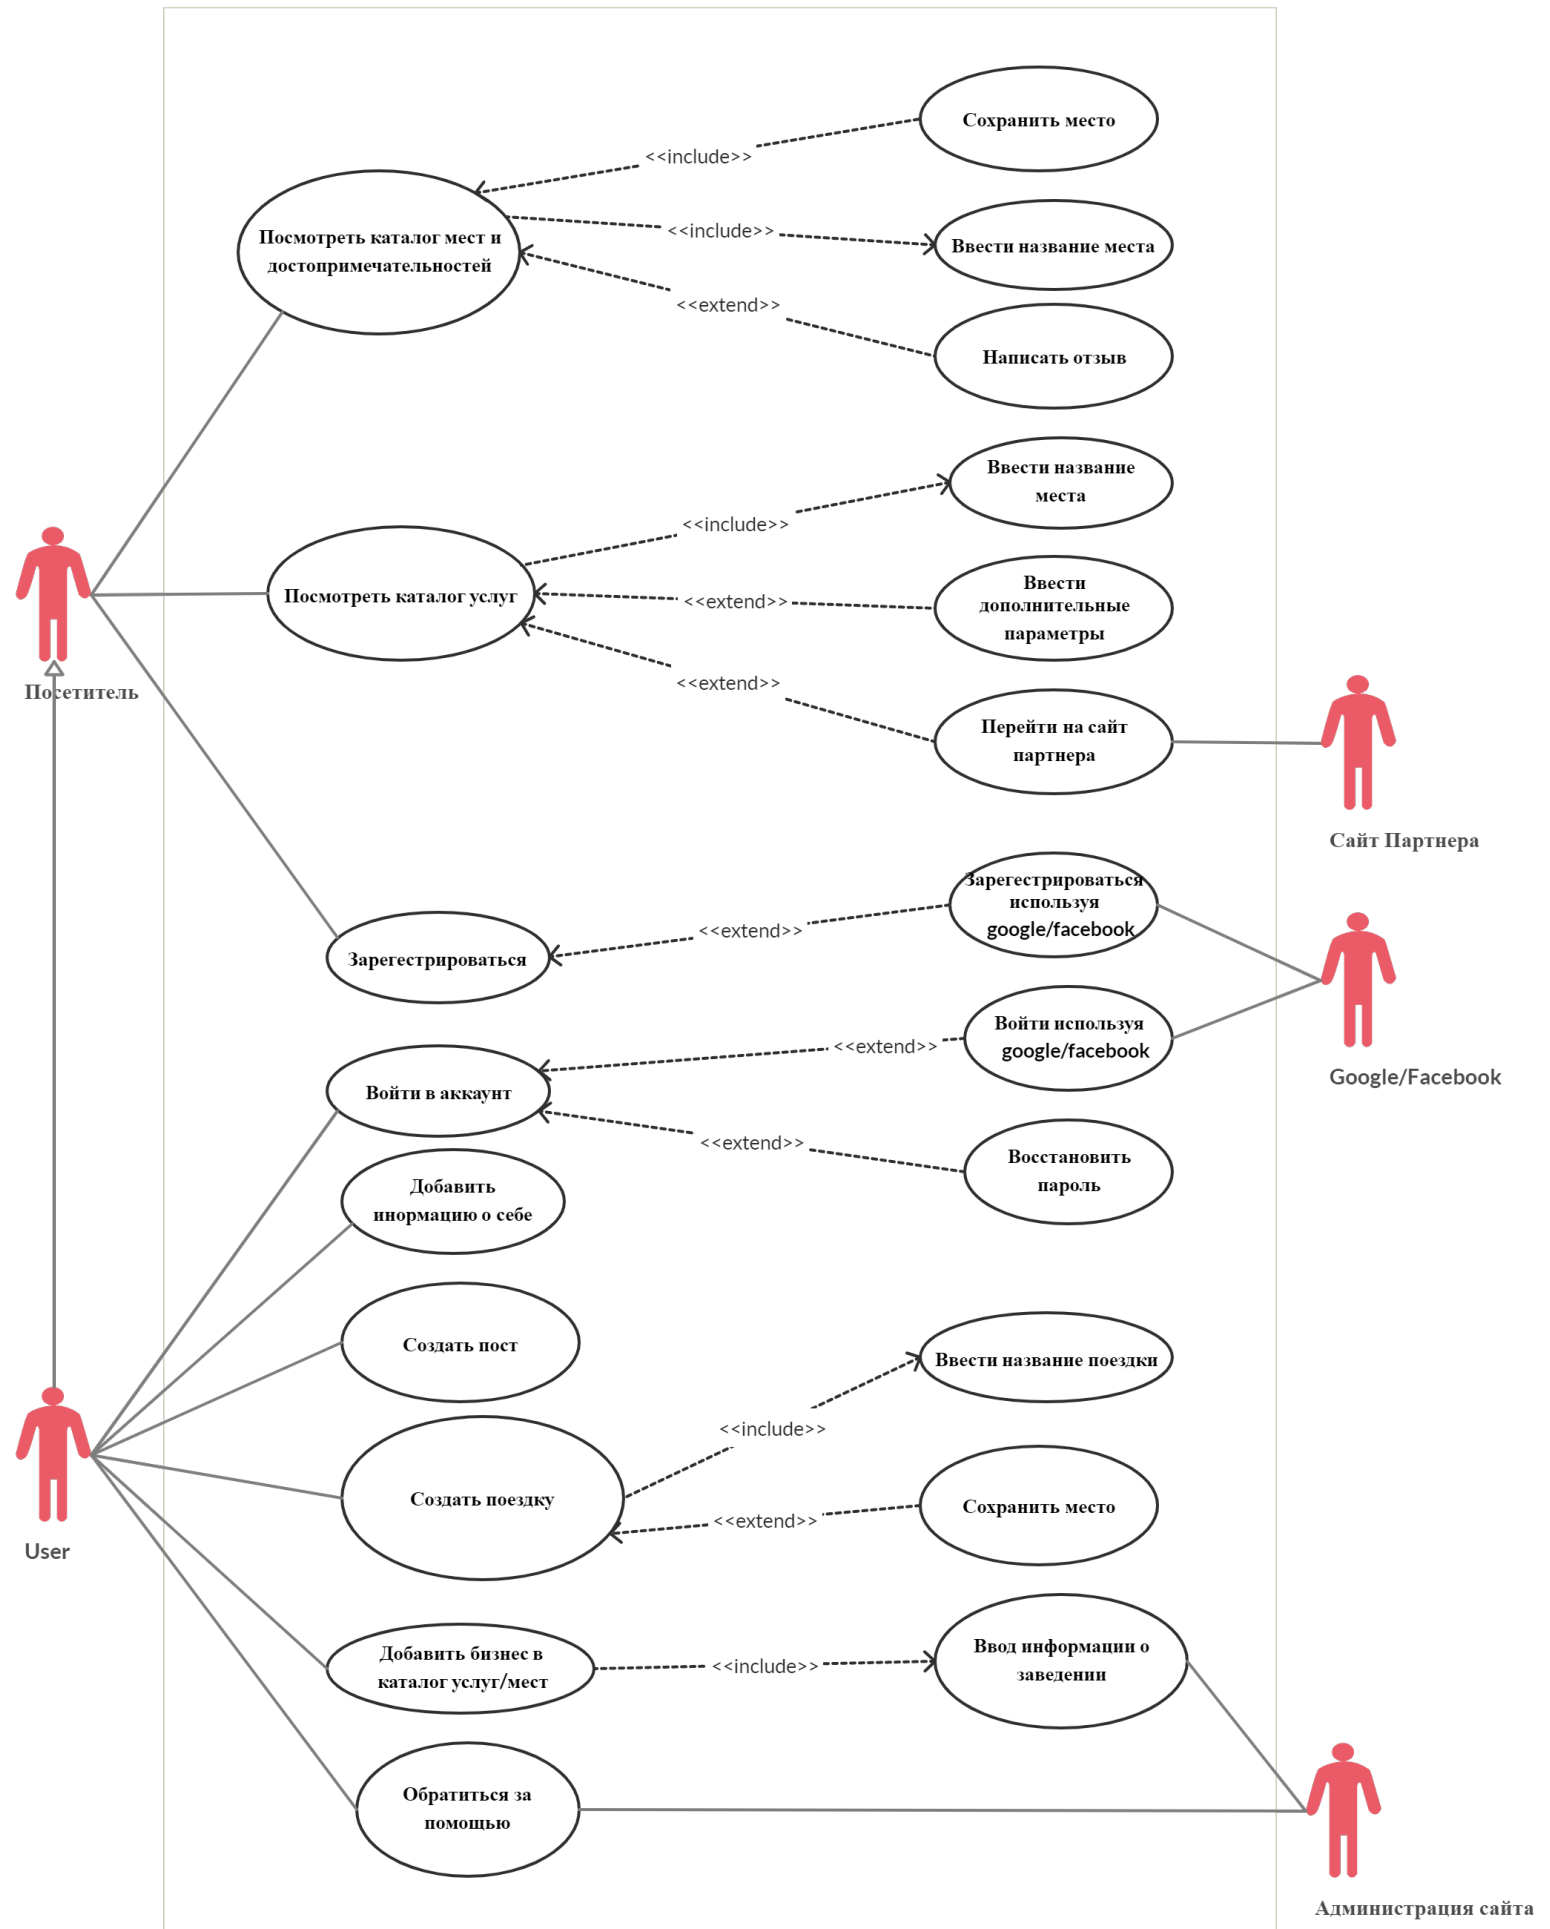 Сохранить место
<<include>>
Посмотреть каталог мест и
достопримечательностей
<<include>>
Ввести название места
<<extend>>
Написать отзыв
Ввести название
места
<<include>>
Посмотреть каталог услуг
<<extend>>
Ввести
дополнительные
параметры
<<extend>>
Перейти на сайт
партнера
Посетитель
Сайт Партнера
Зарегестрироваться
используя
google/facebook
<<extend>>
Зарегестрироваться
Войти используя
google/facebook
<<extend>>
Google/Facebook
Войти в аккаунт
<<extend>>
Восстановить
пароль
Добавить
инормацию о себе
Создать пост
Ввести название поездки
<<include>>
Создать поездку
Сохранить место
<<extend>>
User
Добавить бизнес в
каталог услуг/мест
<<include>>
Ввод информации о
заведении
Обратиться за
помощью
Администрация сайта